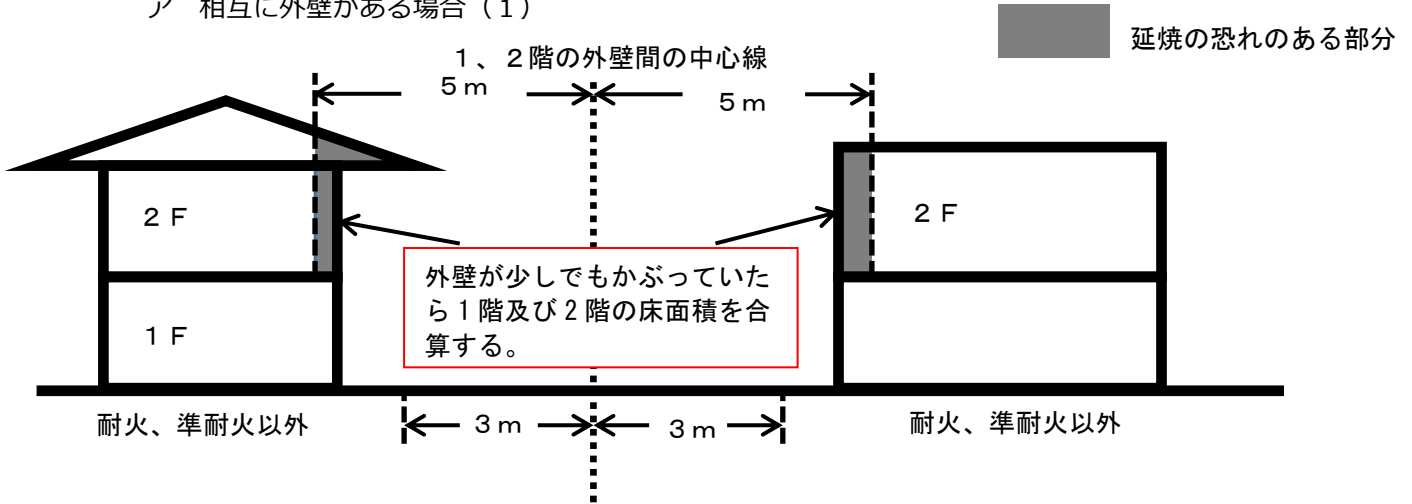 ア 相互に外壁がある場合（１）
延焼の恐れのある部分
１、２階の外壁間の中心線
５ｍ
５ｍ
２Ｆ
２Ｆ
外壁が少しでもかぶっていた
ら１階及び２階の床面積を合
算する。
１Ｆ
耐火、準耐火以外
３ｍ
３ｍ
耐火、準耐火以外